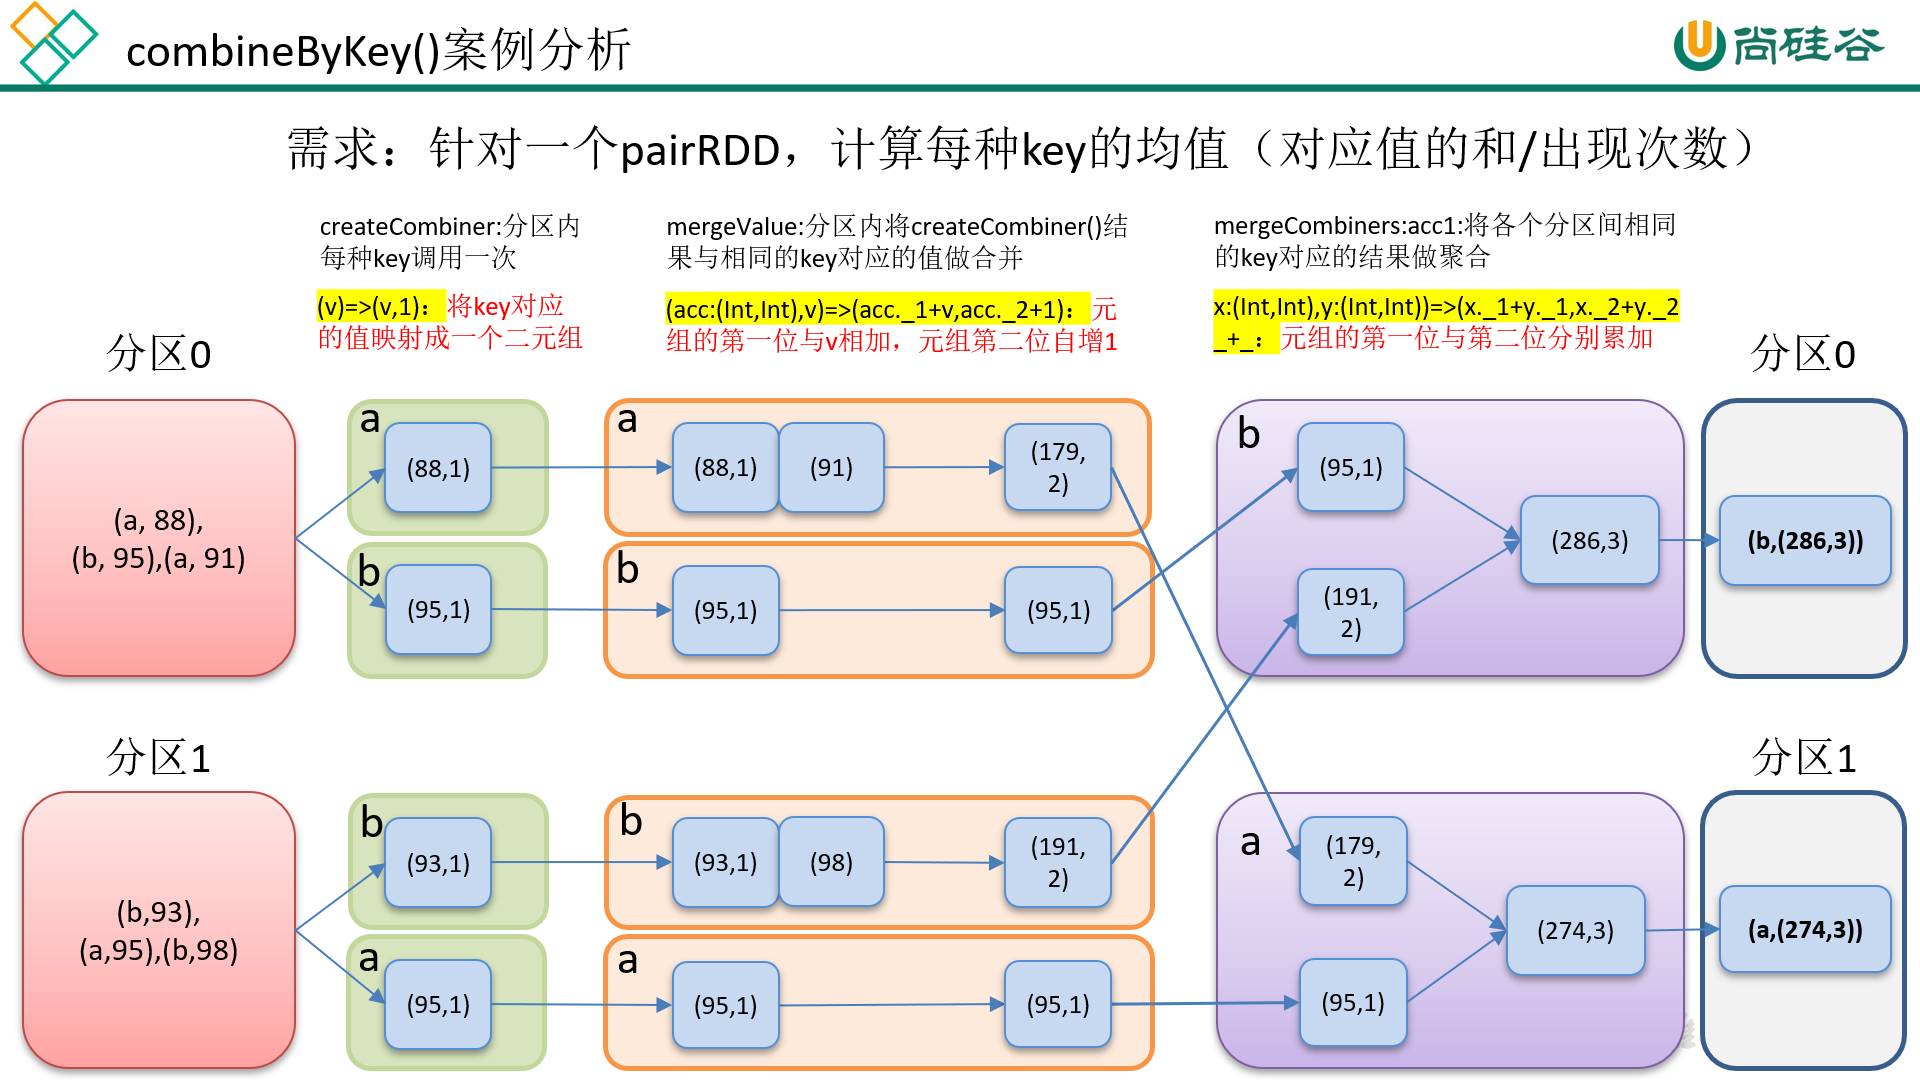 combineByKey()案例分析
尚硅谷
需求：针对一个pairRDD，计算每种key的均值（对应值的和/出现次数）
createCombiner:分区内
每种key调用一次
(v)=>(v,1)：将key对应
的值映射成一个二元组
mergeValue:分区内将createCombiner()结
果与相同的key对应的值做合并
(acc:(Int,Int),v)=>(acc._1+v,acc._2+1)：元
组的第一位与v相加，元组第二位自增1
mergeCombiners:acc1:将各个分区间相同
的key对应的结果做聚合
x:(Int,Int),y:(Int,Int))=>(x._1+y._1,x._2+y._2
_+_：元组的第一位与第二位分别累加
分区0
(a, 88),
(b, 95),(a, 91)
a
(88,1)
b
(95,1)
a
(88,1)
(91)
(179,
2)
b
(95,1)
(95,1)
b
(95,1)
(191,
2)
(286,3)
分区0
(b,(286,3))
分区1
(b,93),
(a,95),(b,98)
b
(93,1)
a
(95,1)
b
(93,1)
(98)
(191,
2)
a
(95,1)
(95,1)
a
(179,
2)
(95,1)
(274,3)
分区1
(a,(274,3))